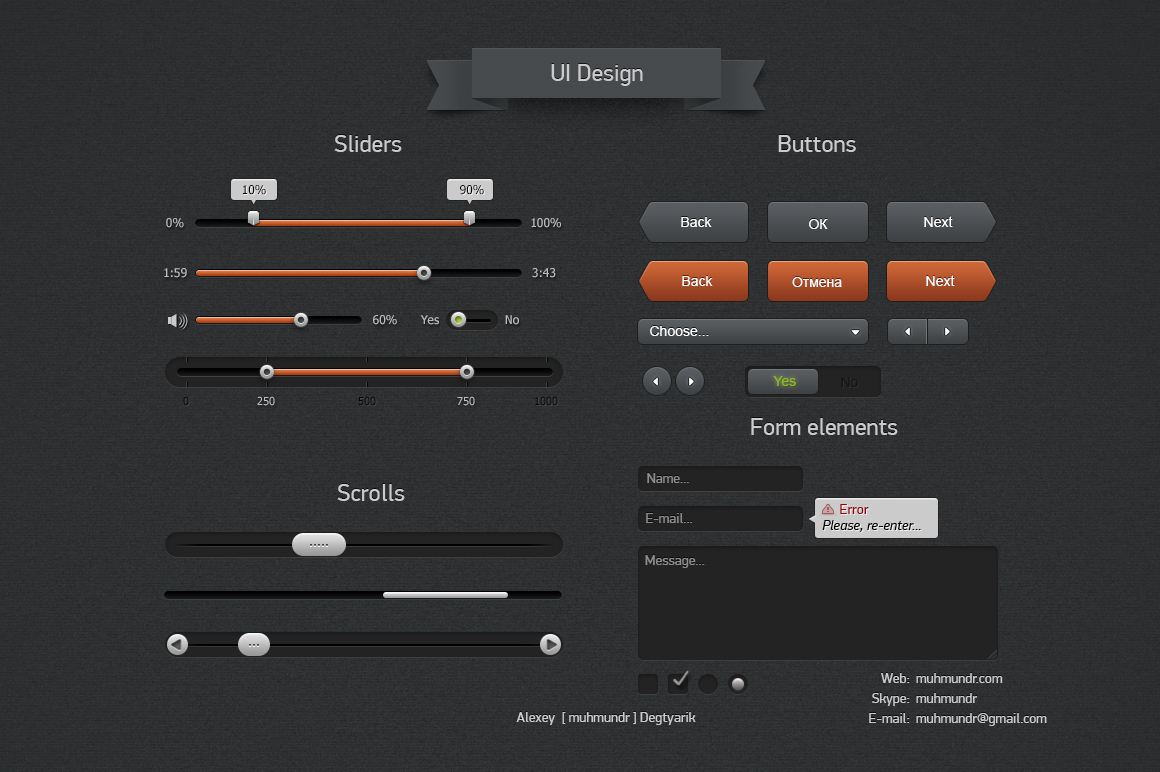 UI Design
Sliders
10% 90%
0% 100%
1:59 3:43
60% Yes No
0 250 500 750 1000
Scrolls
Buttons
Back OK Next
Back Отмена Next
Choose...
Yes No
Form elements
Name...
E-mail...
Error
Please, re-enter...
Message...
Web: muhmundr.com
Skype: muhmundr
E-mail: muhmundr@gmail.com
Alexey [ muhmundr ] Degtyarik